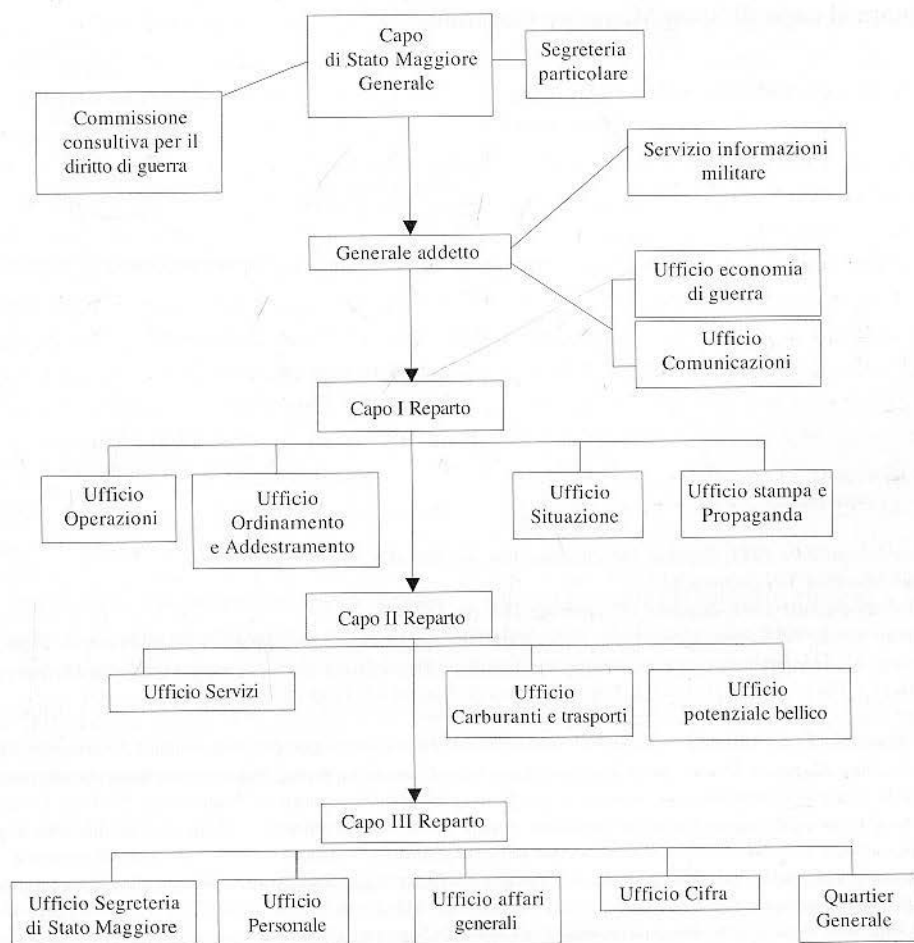 Capo
di Stato Maggiore
Generale
Segreteria
particolare
Commissione
consultiva per il
diritto di guerra
Servizio informazioni
militare
Generale addetto
Ufficio economia
di guerra
Ufficio
Comunicazioni
Capo I Reparto
Ufficio
Operazioni
Ufficio
Ordinamento
e Addestramento
Ufficio
Situazione
Ufficio stampa e
Propaganda
Capo II Reparto
Ufficio Servizi
Ufficio
Carburanti e trasporti
Ufficio
potenziale bellico
Capo III Reparto
Ufficio Segreteria
di Stato Maggiore
Ufficio
Personale
Ufficio affari
generali
Ufficio Cifra
Quartier
Generale